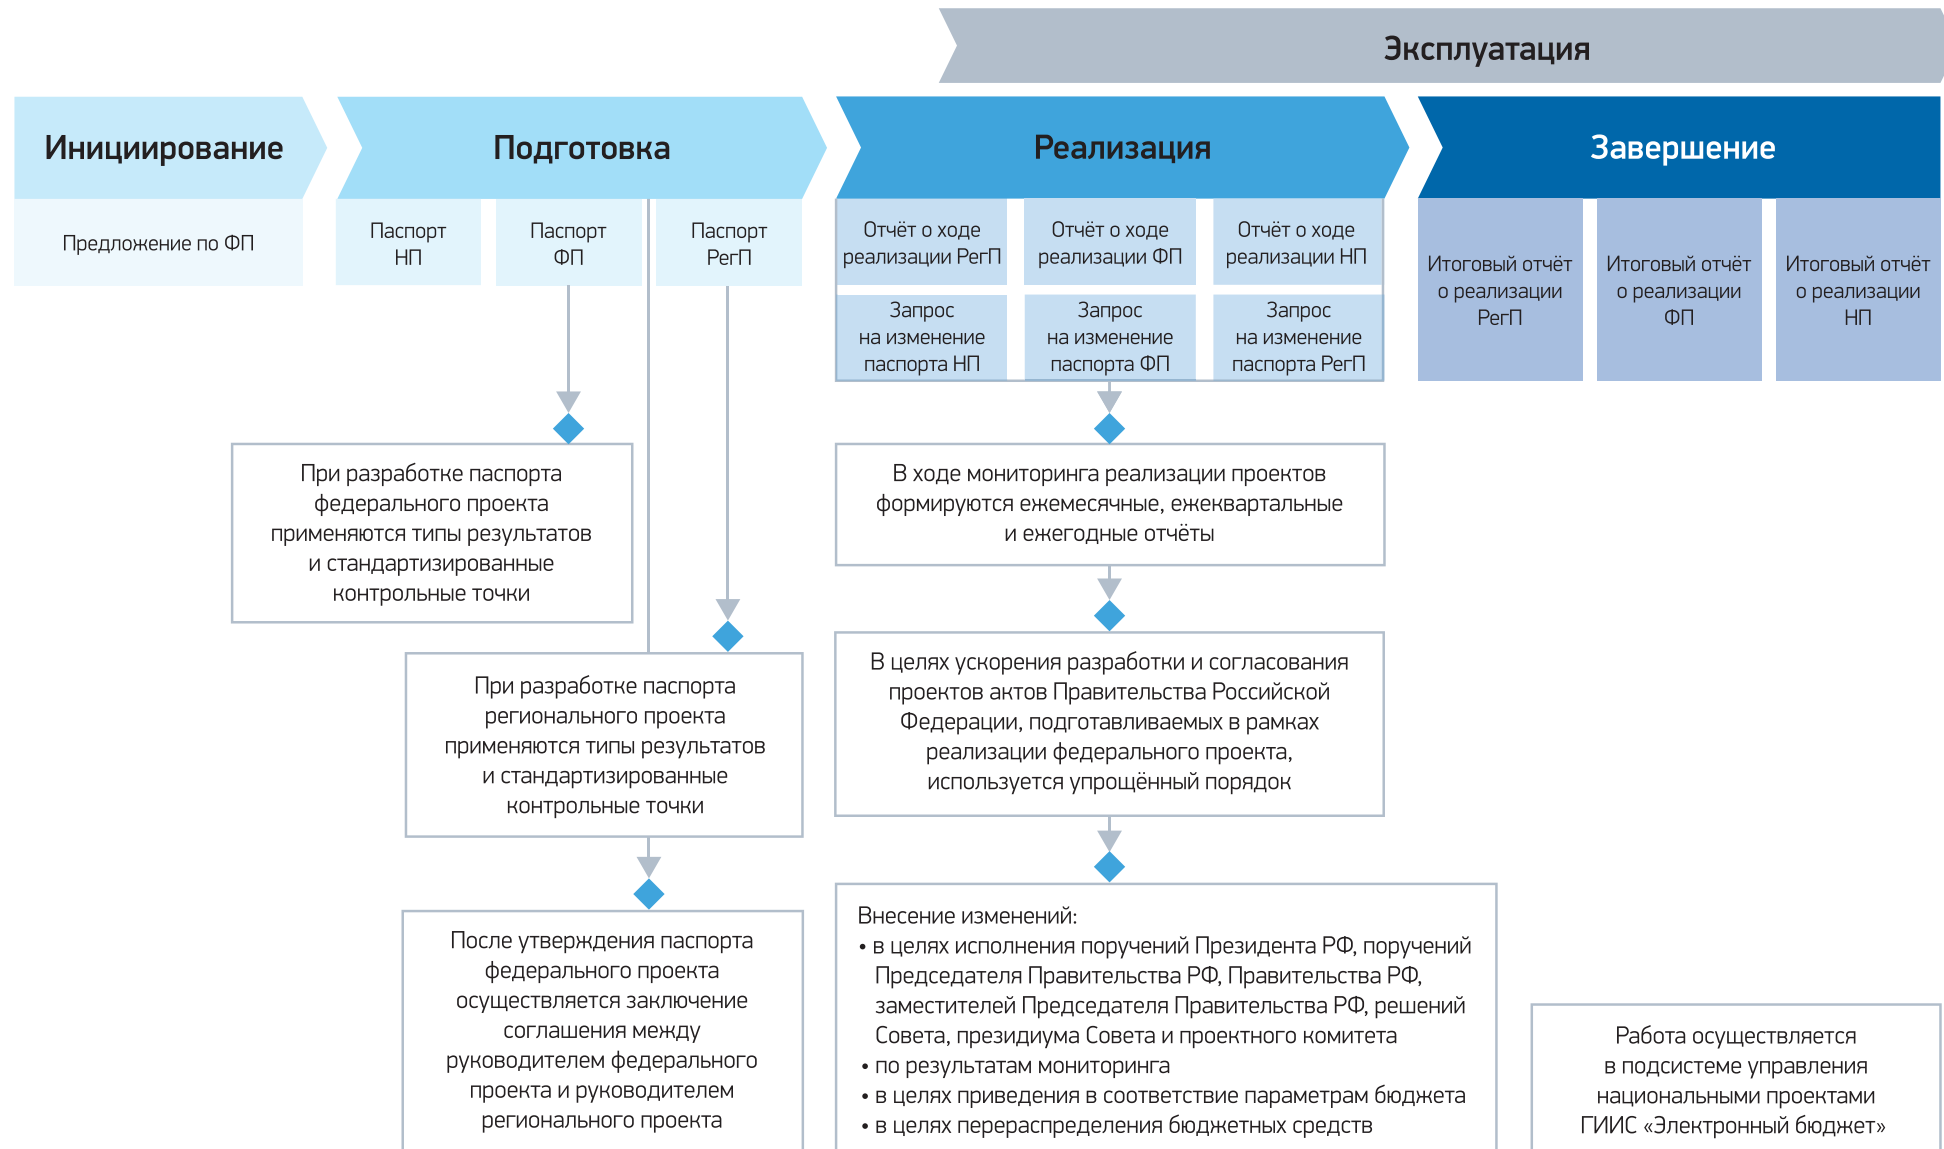 Эксплуатация
Инициирование
Подготовка
Реализация
Завершение
Предложение по ФП
Паспорт
НП
Паспорт
ФП
Паспорт
РегП
Отчёт о ходе
реализации РегП
Отчёт о ходе
реализации ФП
Отчёт о ходе
реализации НП
Запрос
на изменение
паспорта НП
Запрос
на изменение
паспорта ФП
Запрос
на изменение
паспорта РегП
Итоговый отчёт
о реализации
РегП
Итоговый отчёт
о реализации
ФП
Итоговый отчёт
о реализации
НП
При разработке паспорта
федерального проекта
применяются типы результатов
и стандартизированные
контрольные точки
При разработке паспорта
регионального проекта
применяются типы результатов
и стандартизированные
контрольные точки
После утверждения паспорта
федерального проекта
осуществляется заключение
соглашения между
руководителем федерального
проекта и руководителем
регионального проекта
В ходе мониторинга реализации проектов
формируются ежемесячные, ежеквартальные
и ежегодные отчёты
В целях ускорения разработки и согласования
проектов актов Правительства Российской
Федерации, подготавливаемых в рамках
реализации федерального проекта,
используется упрощённый порядок
Внесение изменений:
• в целях исполнения поручений Президента РФ, поручений
Председателя Правительства РФ, Правительства РФ,
заместителей Председателя Правительства РФ, решений
Совета, президиума Совета и проектного комитета
• по результатам мониторинга
• в целях приведения в соответствие параметрам бюджета
• в целях перераспределения бюджетных средств
Работа осуществляется
в подсистеме управления
национальными проектами
ГИИС «Электронный бюджет»